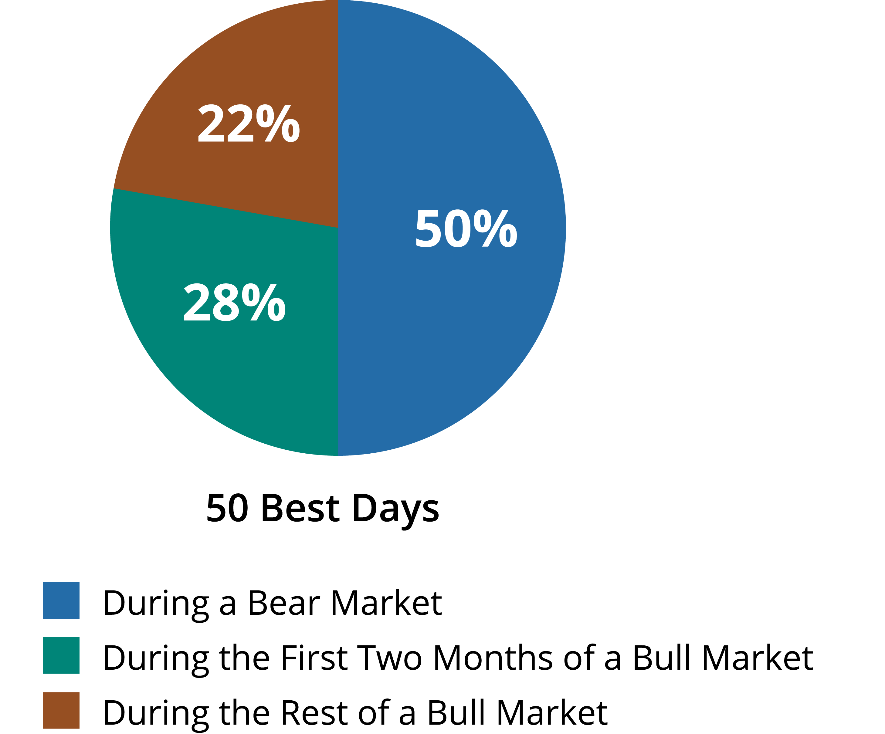 22%
50%
28%
50 Best Days
During a Bear Market
During the First Two Months of a Bull Market
During the Rest of a Bull Market